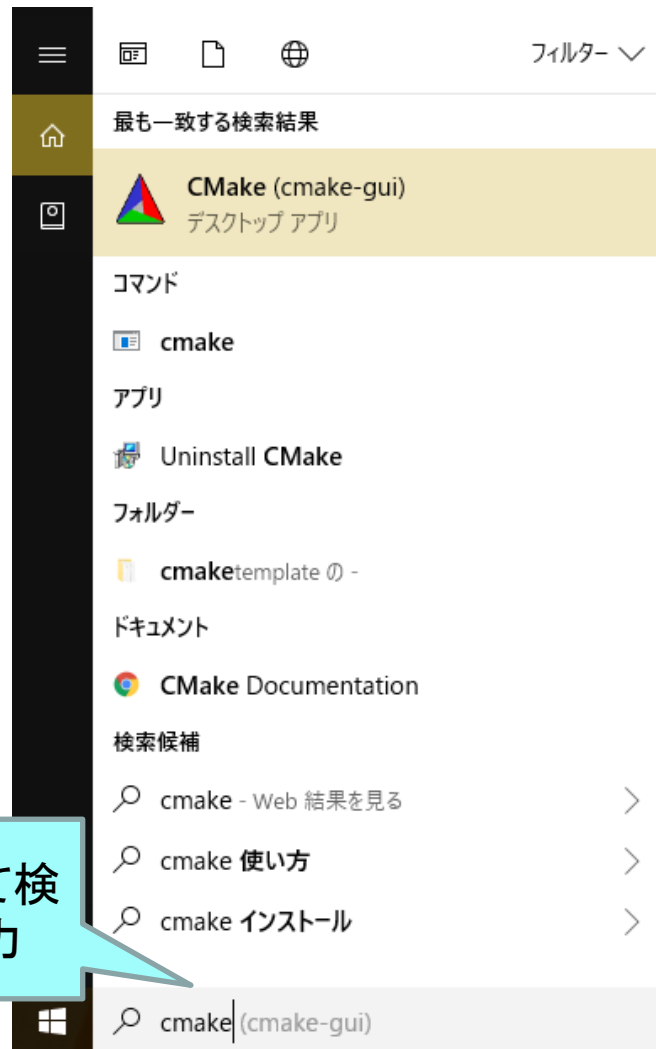 フィルター
最も一致する検索結果
CMake (cmake-gui)
デスクトップ アプリ
コマンド
cmake
アプリ
Uninstall CMake
フォルダー
cmaketemplate の -
ドキュメント
CMake Documentation
検索候補
cmake - Web 結果を見る
cmake 使い方
cmake インストール
て検
力
cmake (cmake-gui)